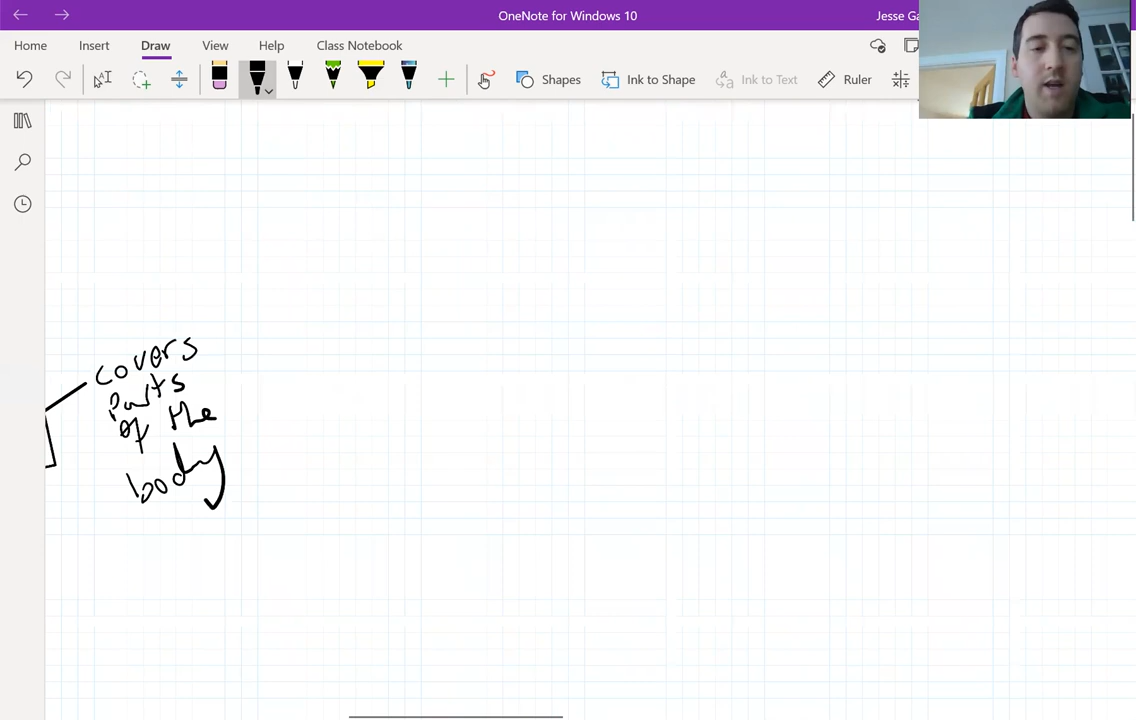 OneNote for Windows 10
Jesse Ga
Home Insert Draw View Help Class Notebook
Shapes Ink to Shape Ink to Text Ruler
covers
parts
of the
body